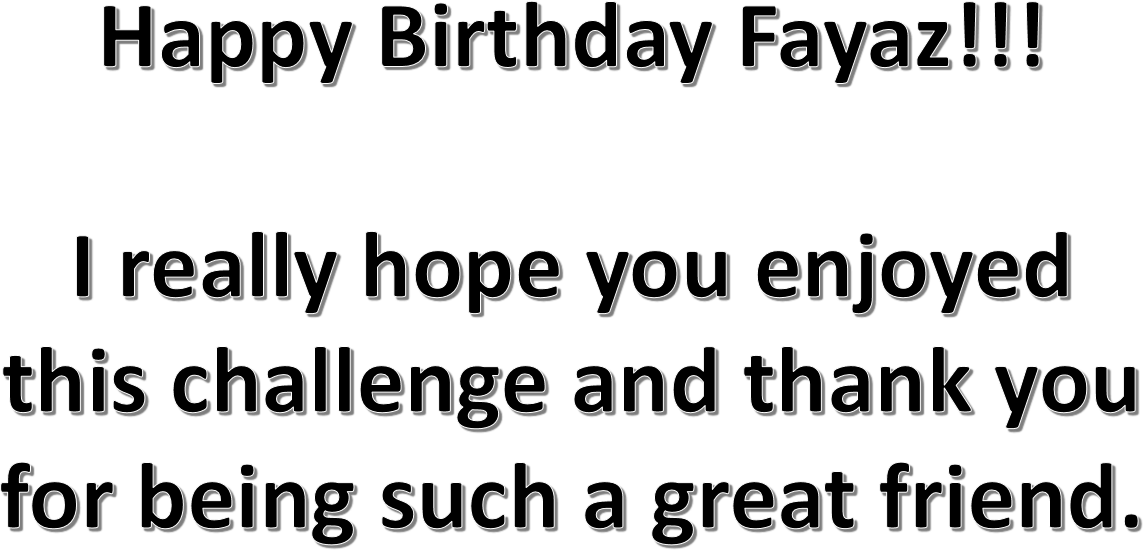 Happy Birthday Fayaz!!!
I really hope you enjoyed
this challenge and thank you
for being such a great friend.